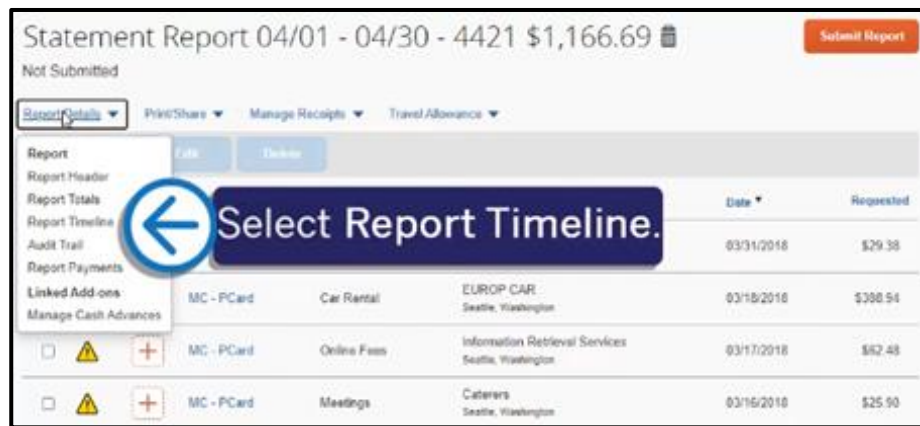 Statement Report 04/01 - 04/30 - 4421 $1,166.69
Submit Report
Not Submitted
Report Details Print/Share Manage Receipts Travel Allowance
Edit Delete
Report
Report Header
Report Totals
Report Timeline
Audit Trail
Report Payments
Linked Add-ons
Manage Cash Advances
Select Report Timeline.
Date Requested
03/31/2018 $29.38
MC - PCard Car Rental EUROP CAR 03/18/2018 $388.94
Seattle, Washington
MC - PCard Online Fees Information Retrieval Services 03/17/2018 $62.48
Seattle, Washington
MC - PCard Meetings Caterers 03/16/2018 $25.90
Seattle, Washington